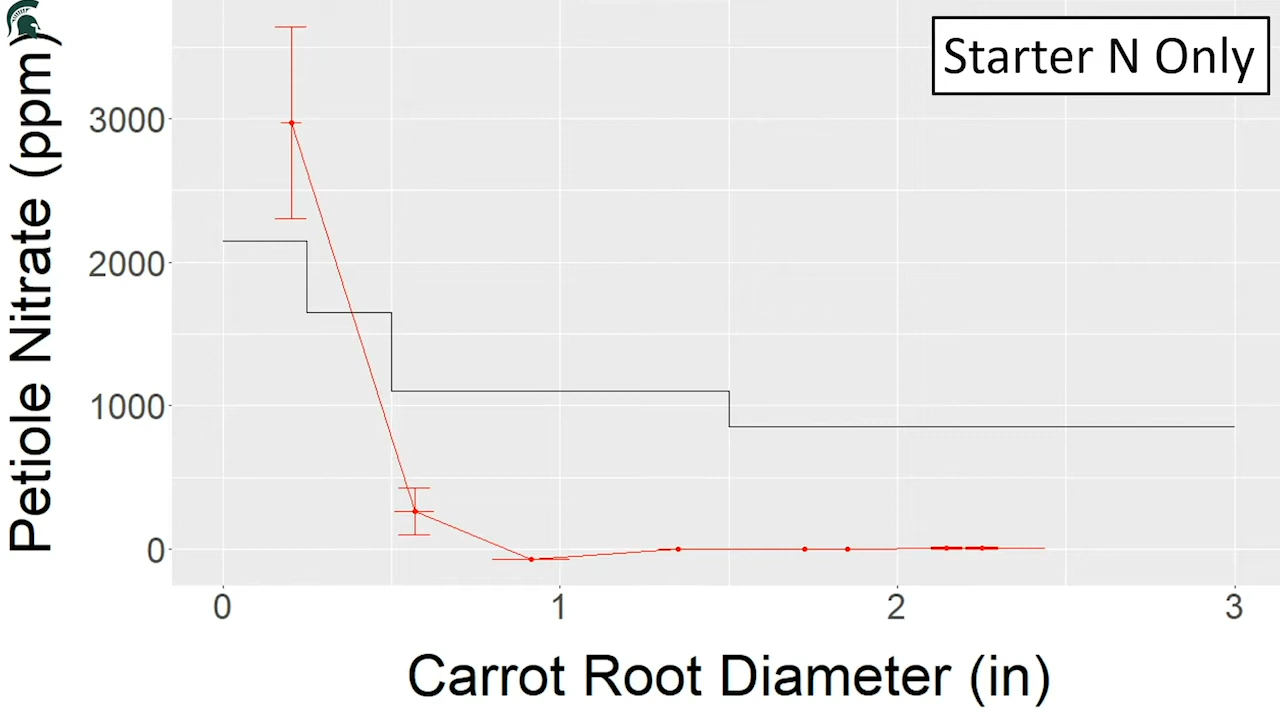 Starter N Only
Petiole Nitrate (ppm)
3000
2000
1000
0
0 1 2 3
Carrot Root Diameter (in)